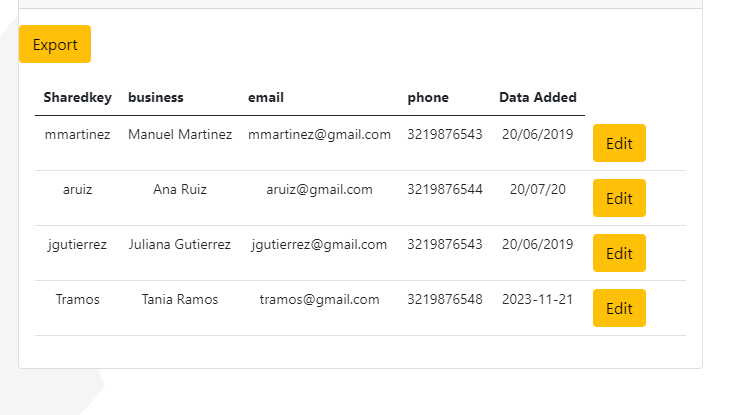 Export
Sharedkey business email phone Data Added
mmartinez Manuel Martinez mmartinez@gmail.com 3219876543 20/06/2019 Edit
aruiz Ana Ruiz aruiz@gmail.com 3219876544 20/07/20 Edit
jgutierrez Juliana Gutierrez jgutierrez@gmail.com 3219876543 20/06/2019 Edit
Tramos Tania Ramos tramos@gmail.com 3219876548 2023-11-21 Edit